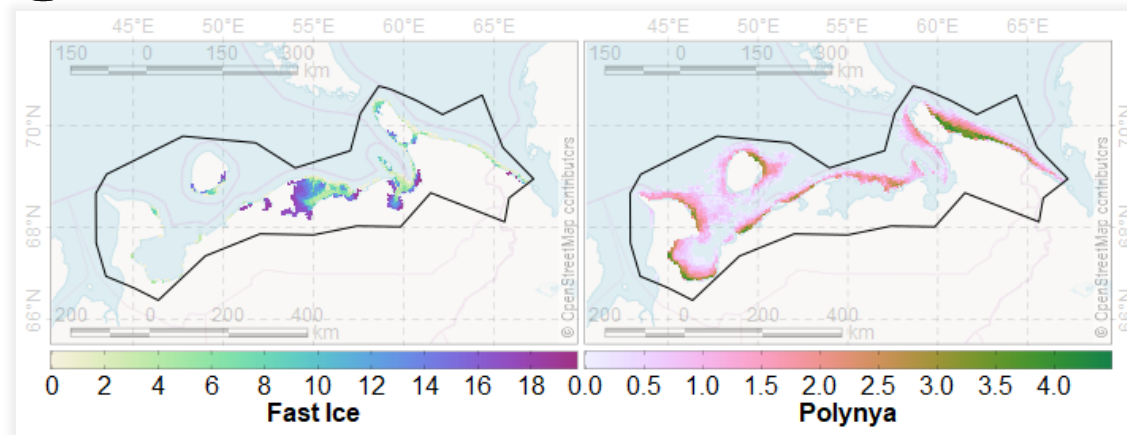 45°E 50°E 55°E 60°E 65°E 45°E 50°E 55°E 60°E 65°E
150 0 150 300 150 0 150 300
km km
70°N 70°N
68°N 68°N
66°N 66°N
200 0 200 400 km 200 0 200 400 km
© OpenStreetMap contributors © OpenStreetMap contributors
0 2 4 6 8 10 12 14 16 18 0.0 0.5 1.0 1.5 2.0 2.5 3.0 3.5 4.0
Fast Ice Polynya